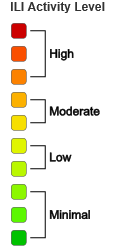 ILI Activity Level
High
Moderate
Low
Minimal